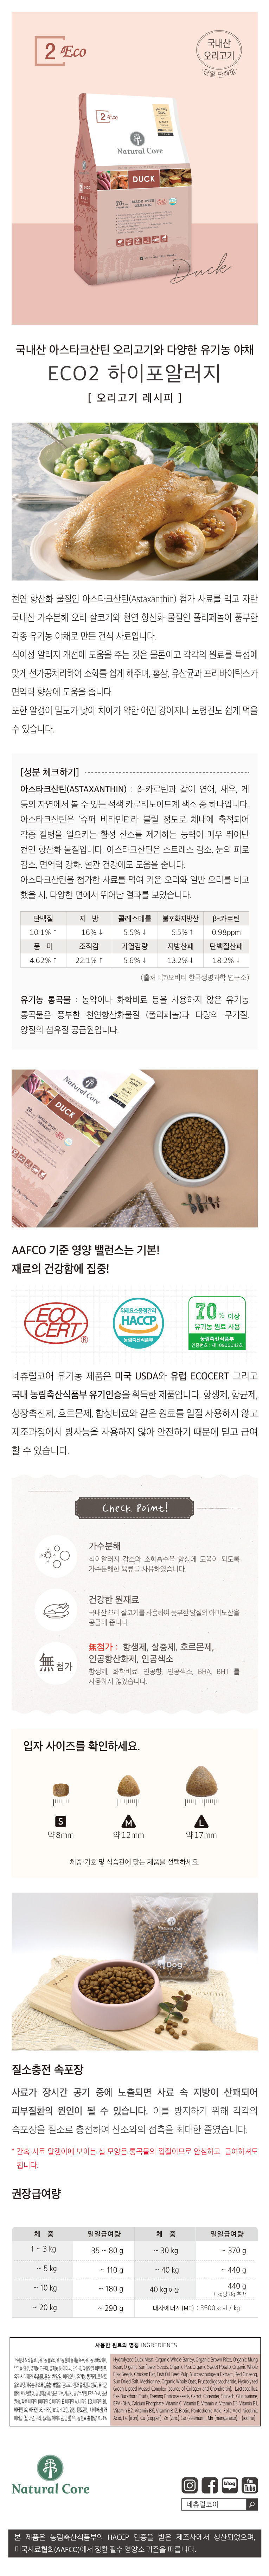 2 Eco
국내산
오리고기
단일 단백질
2 Eco
Natural Core
DUCK
Duck
국내산 아스타크산틴 오리고기와 다양한 유기농 야채
ECO2 하이포알러지
[ 오리고기 레시피 ]
천연 항산화 물질인 아스타크산틴(Astaxanthin) 첨가 사료를 먹고 자란
국내산 가수분해 오리 살코기와 천연 항산화 물질인 폴리페놀이 풍부한
각종 유기농 야채로 만든 건식 사료입니다.
식이성 알러지 개선에 도움을 주는 것은 물론이고 각각의 원료를 특성에
맞게 선가공처리하여 소화를 쉽게 해주며, 홍삼, 유산균과 프리바이틱스가
면역력 향상에 도움을 줍니다.
또한 알갱이 밀도가 낮아 치아가 약한 어린 강아지나 노령견도 쉽게 먹을
수 있습니다.
[성분 체크하기]
아스타크산틴(ASTAXANTHIN) : β-카로틴과 같이 연어, 새우, 게
등의 자연에서 볼 수 있는 적색 카로티노이드계 색소 중 하나입니다.
아스타크산틴은 '슈퍼 비타민E'라 불릴 정도로 체내에 축적되어
각종 질병을 일으키는 활성 산소를 제거하는 능력이 매우 뛰어난
천연 항산화 물질입니다. 아스타크산틴은 스트레스 감소, 눈의 피로
감소, 면역력 강화, 혈관 건강에도 도움을 줍니다.
아스타크산틴을 첨가한 사료를 먹여 키운 오리와 일반 오리를 비교
했을 시, 다양한 면에서 뛰어난 결과를 보였습니다.
단백질 지 방 콜레스테롤 불포화지방산 β-카로틴
10.1% ↑ 16% ↓ 5.5% ↓ 5.5% ↑ 0.98ppm
풍 미 조직감 가열감량 지방산패 단백질산패
4.62% ↑ 22.1% ↑ 5.6% ↓ 13.2% ↓ 18.2% ↓
(출처 : ㈜오비티 한국생명과학 연구소)
유기농 통곡물 : 농약이나 화학비료 등을 사용하지 않은 유기농
통곡물은 풍부한 천연항산화물질 (폴리페놀)과 다량의 무기질,
양질의 섬유질 공급원입니다.
Natural Core
DUCK
AAFCO 기준 영양 밸런스는 기본!
재료의 건강함에 집중!
ECO CERT ®
위해요소중점관리
HACCP
농림축산식품부
70 % 이상
유기농 원료 사용
농림축산식품부
네츄럴코어 유기농 제품은 미국 USDA와 유럽 ECOCERT 그리고
국내 농림축산식품부 유기인증을 획득한 제품입니다. 항생제, 항균제,
성장촉진제, 호르몬제, 합성비료와 같은 원료를 일절 사용하지 않고
제조과정에서 방사능을 사용하지 않아 안전하기 때문에 믿고 급여
할 수 있습니다.
Check Point!
가수분해
식이알러지 감소와 소화흡수율 향상에 도움이 되도록
가수분해한 육류를 사용하였습니다.
건강한 원재료
국내산 오리 살코기를 사용하여 풍부한 양질의 아미노산을
공급해 줍니다.
無 첨가
無첨가 : 항생제, 살충제, 호르몬제,
인공항산화제, 인공색소
항생제, 화학비료, 인공향, 인공색소, BHA, BHT 를
사용하지 않았습니다.
입자 사이즈를 확인하세요.
S M L
약 8mm 약 12mm 약 17mm
체중·기호 및 식습관에 맞는 제품을 선택하세요.
Dog
질소충전 속포장
사료가 장시간 공기 중에 노출되면 사료 속 지방이 산패되어
피부질환의 원인이 될 수 있습니다. 이를 방지하기 위해 각각의
속포장을 질소로 충전하여 산소와의 접촉을 최대한 줄였습니다.
* 간혹 사료 알갱이에 보이는 실 모양은 통곡물의 껍질이므로 안심하고 급여하셔도
됩니다.
권장급여량
체 중 일일급여량 체 중 일일급여량
1 ~ 3 kg 35 ~ 80 g ~ 30 kg ~ 370 g
~ 5 kg ~ 110 g ~ 40 kg ~ 440 g
~ 10 kg ~ 180 g 40 kg 이상 440 g
+ kg당 8g 추가
~ 20 kg ~ 290 g 대사에너지(ME) : 3500 kcal / kg
사용한 원료의 명칭 INGREDIENTS
Natural Core
blog
You Tube
네츄럴코어
본 제품은 농림축산식품부의 HACCP 인증을 받은 제조사에서 생산되었으며,
미국사료협회(AAFCO)에서 정한 필수 영양소 기준을 따릅니다.